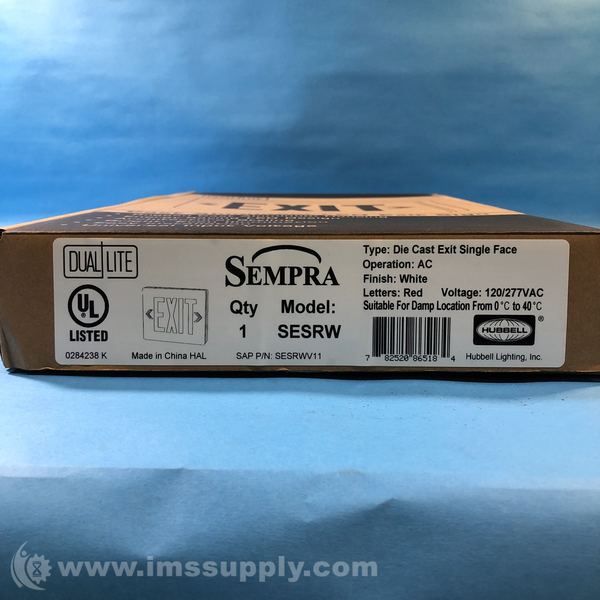 EXIT
DUAL LITE
UL
LISTED
0284238 K
EXIT
Made in China HAL
SEMPRA
Qty Model:
1 SESRW
SAP P/N: SESRWV11
Type: Die Cast Exit Single Face
Operation: AC
Finish: White
Letters: Red Voltage: 120/277VAC
Suitable For Damp Location From 0°C to 40°C
7 82520 86518 4
HUBBELL ®
Hubbell Lighting, Inc.
www.imssupply.com